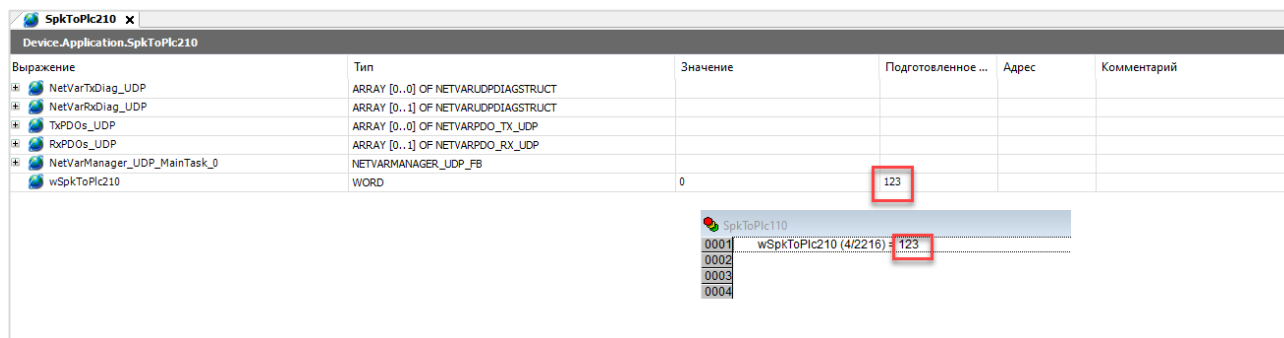 SpkToPlc210 x
Device.Application.SpkToPlc210
Выражение Тип Значение Подготовленное ... Адрес Комментарий
NetVarTxDiag_UDP ARRAY [0..0] OF NETVARUDPDIAGSTRUCT
NetVarRxDiag_UDP ARRAY [0..1] OF NETVARUDPDIAGSTRUCT
TxPDOs_UDP ARRAY [0..0] OF NETVARPDO_TX_UDP
RxPDOs_UDP ARRAY [0..1] OF NETVARPDO_RX_UDP
NetVarManager_UDP_MainTask_0 NETVARMANAGER_UDP_FB
wSpkToPlc210 WORD 0 123
SpkToPlc110
0001 wSpkToPlc210 (4/2216) = 123
0002
0003
0004